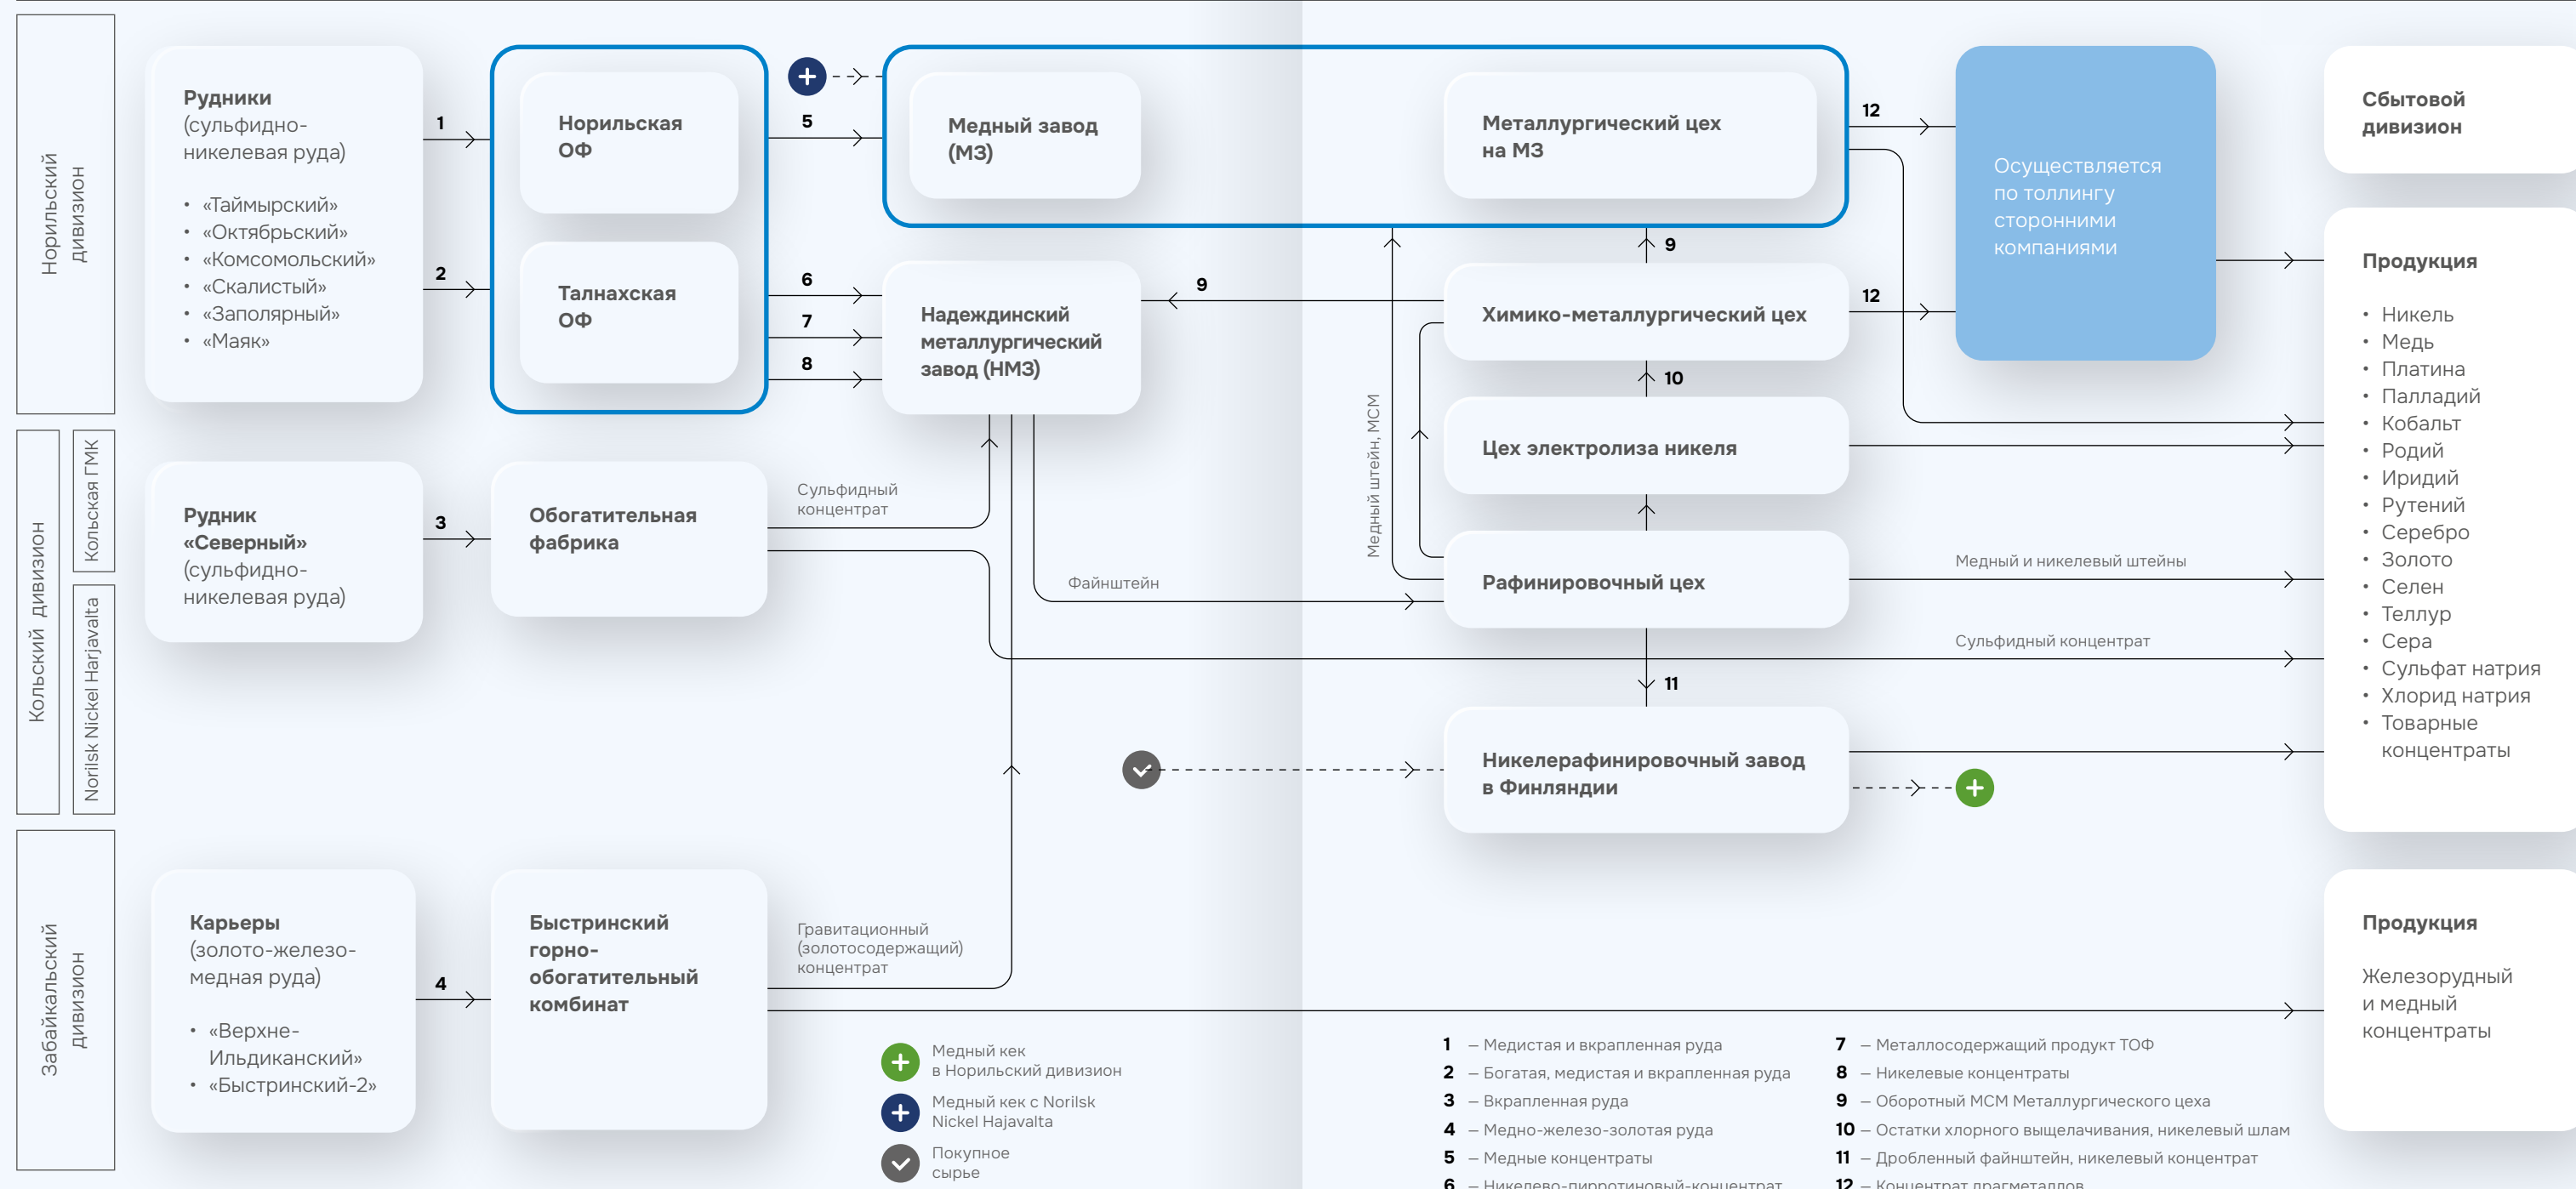 Норильский
дивизион
Рудники
(сульфидно-
никелевая руда)
• «Таймырский»
• «Октябрьский»
• «Комсомольский»
• «Скалистый»
• «Заполярный»
• «Маяк»
1
2
Норильская
ОФ
Талнахская
ОФ
5
6
7
8
Медный завод
(МЗ)
Надеждинский
металлургический
завод (НМЗ)
9
Металлургический цех
на МЗ
9
Химико-металлургический цех
10
Цех электролиза никеля
Рафинировочный цех
11
Никелерафинировочный завод
в Финляндии
12
12
Осуществляется
по толлингу
сторонними
компаниями
Сбытовой
дивизион
Продукция
• Никель
• Медь
• Платина
• Палладий
• Кобальт
• Родий
• Иридий
• Рутений
• Серебро
• Золото
• Селен
• Теллур
• Сера
• Сульфат натрия
• Хлорид натрия
• Товарные
концентраты
Кольский дивизион
Кольская ГМК
Norilsk Nickel Harjavalta
Рудник
«Северный»
(сульфидно-
никелевая руда)
3
Обогатительная
фабрика
Сульфидный
концентрат
Файнштейн
Медный штейн, МСМ
Медный и никелевый штейны
Сульфидный концентрат
Забайкальский
дивизион
Карьеры
(золото-железо-
медная руда)
• «Верхне-
Ильдиканский»
• «Быстринский-2»
4
Быстринский
горно-
обогатительный
комбинат
Гравитационный
(золотосодержащий)
концентрат
Продукция
Железорудный
и медный
концентраты
Медный кек
в Норильский дивизион
Медный кек с Norilsk
Nickel Hajavalta
Покупное
сырье
1 – Медистая и вкрапленная руда
2 – Богатая, медистая и вкрапленная руда
3 – Вкрапленная руда
4 – Медно-железо-золотая руда
5 – Медные концентраты
6 – Никелево-пирротиновый-концентрат
7 – Металлосодержащий продукт ТОФ
8 – Никелевые концентраты
9 – Оборотный МСМ Металлургического цеха
10 – Остатки хлорного выщелачивания, никелевый шлам
11 – Дробленный файнштейн, никелевый концентрат
12 – Концентрат драгметаллов